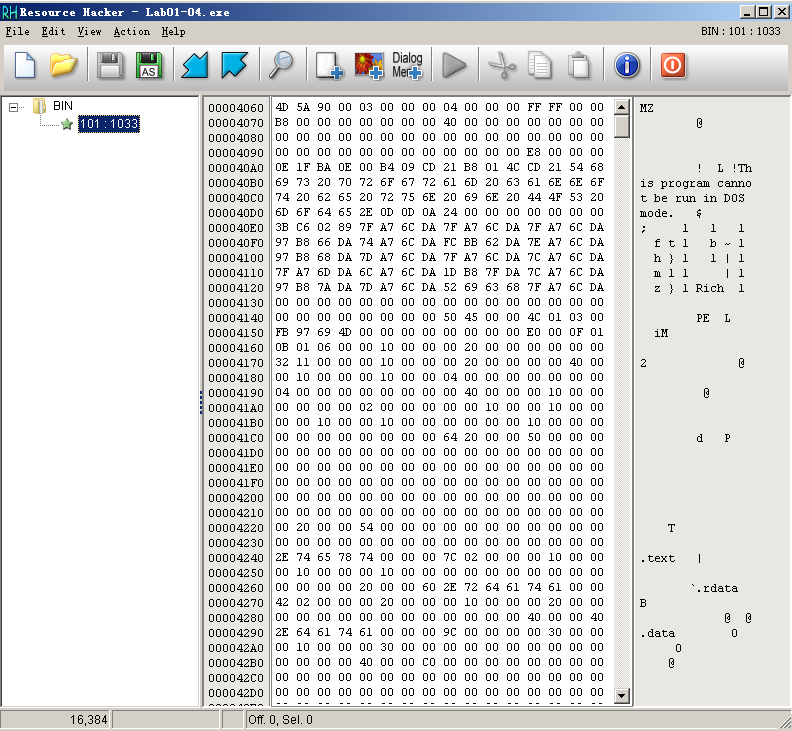 RH Resource Hacker - Lab01-04.exe
File Edit View Action Help BIN : 101 : 1033
AS Dialog Menu
BIN
101 : 1033
00004060 4D 5A 90 00 03 00 00 00 04 00 00 00 FF FF 00 00 MZ
00004070 B8 00 00 00 00 00 00 00 40 00 00 00 00 00 00 00 @
00004080 00 00 00 00 00 00 00 00 00 00 00 00 00 00 00 00
00004090 00 00 00 00 00 00 00 00 00 00 00 00 E8 00 00 00
000040A0 0E 1F BA 0E 00 B4 09 CD 21 B8 01 4C CD 21 54 68 ! L !Th
000040B0 69 73 20 70 72 6F 67 72 61 6D 20 63 61 6E 6E 6F is program canno
000040C0 74 20 62 65 20 72 75 6E 20 69 6E 20 44 4F 53 20 t be run in DOS
000040D0 6D 6F 64 65 2E 0D 0D 0A 24 00 00 00 00 00 00 00 mode. $
000040E0 3B C6 02 89 7F A7 6C DA 7F A7 6C DA 7F A7 6C DA ; l l l
000040F0 97 B8 66 DA 74 A7 6C DA FC BB 62 DA 7E A7 6C DA f t l b ~ l
00004100 97 B8 68 DA 7D A7 6C DA 7F A7 6C DA 7C A7 6C DA h } l l | l
00004110 7F A7 6D DA 6C A7 6C DA 1D B8 7F DA 7C A7 6C DA m l l | l
00004120 97 B8 7A DA 7D A7 6C DA 52 69 63 68 7F A7 6C DA z } l Rich l
00004130 00 00 00 00 00 00 00 00 00 00 00 00 00 00 00 00
00004140 00 00 00 00 00 00 00 00 50 45 00 00 4C 01 03 00 PE L
00004150 FB 97 69 4D 00 00 00 00 00 00 00 00 E0 00 0F 01 iM
00004160 0B 01 06 00 00 10 00 00 00 20 00 00 00 00 00 00
00004170 32 11 00 00 00 10 00 00 00 20 00 00 00 00 40 00 2 @
00004180 00 10 00 00 00 10 00 00 04 00 00 00 00 00 00 00
00004190 04 00 00 00 00 00 00 00 00 40 00 00 00 10 00 00 @
000041A0 00 00 00 00 02 00 00 00 00 00 10 00 00 10 00 00
000041B0 00 00 10 00 00 10 00 00 00 00 00 00 10 00 00 00
000041C0 00 00 00 00 00 00 00 00 64 20 00 00 50 00 00 00 d P
000041D0 00 00 00 00 00 00 00 00 00 00 00 00 00 00 00 00
000041E0 00 00 00 00 00 00 00 00 00 00 00 00 00 00 00 00
000041F0 00 00 00 00 00 00 00 00 00 00 00 00 00 00 00 00
00004200 00 00 00 00 00 00 00 00 00 00 00 00 00 00 00 00
00004210 00 00 00 00 00 00 00 00 00 00 00 00 00 00 00 00
00004220 00 20 00 00 54 00 00 00 00 00 00 00 00 00 00 00 T
00004230 00 00 00 00 00 00 00 00 00 00 00 00 00 00 00 00
00004240 2E 74 65 78 74 00 00 00 7C 02 00 00 00 10 00 00 .text |
00004250 00 10 00 00 00 10 00 00 00 00 00 00 00 00 00 00
00004260 00 00 00 00 20 00 00 60 2E 72 64 61 74 61 00 00 `.rdata
00004270 42 02 00 00 00 20 00 00 00 10 00 00 00 20 00 00 B
00004280 00 00 00 00 00 00 00 00 00 00 00 00 40 00 00 40 @ @
00004290 2E 64 61 74 61 00 00 00 9C 00 00 00 00 30 00 00 .data 0
000042A0 00 10 00 00 00 30 00 00 00 00 00 00 00 00 00 00 0
000042B0 00 00 00 00 40 00 00 C0 00 00 00 00 00 00 00 00 @
000042C0 00 00 00 00 00 00 00 00 00 00 00 00 00 00 00 00
000042D0 00 00 00 00 00 00 00 00 00 00 00 00 00 00 00 00
16,384 Off. 0, Sel. 0